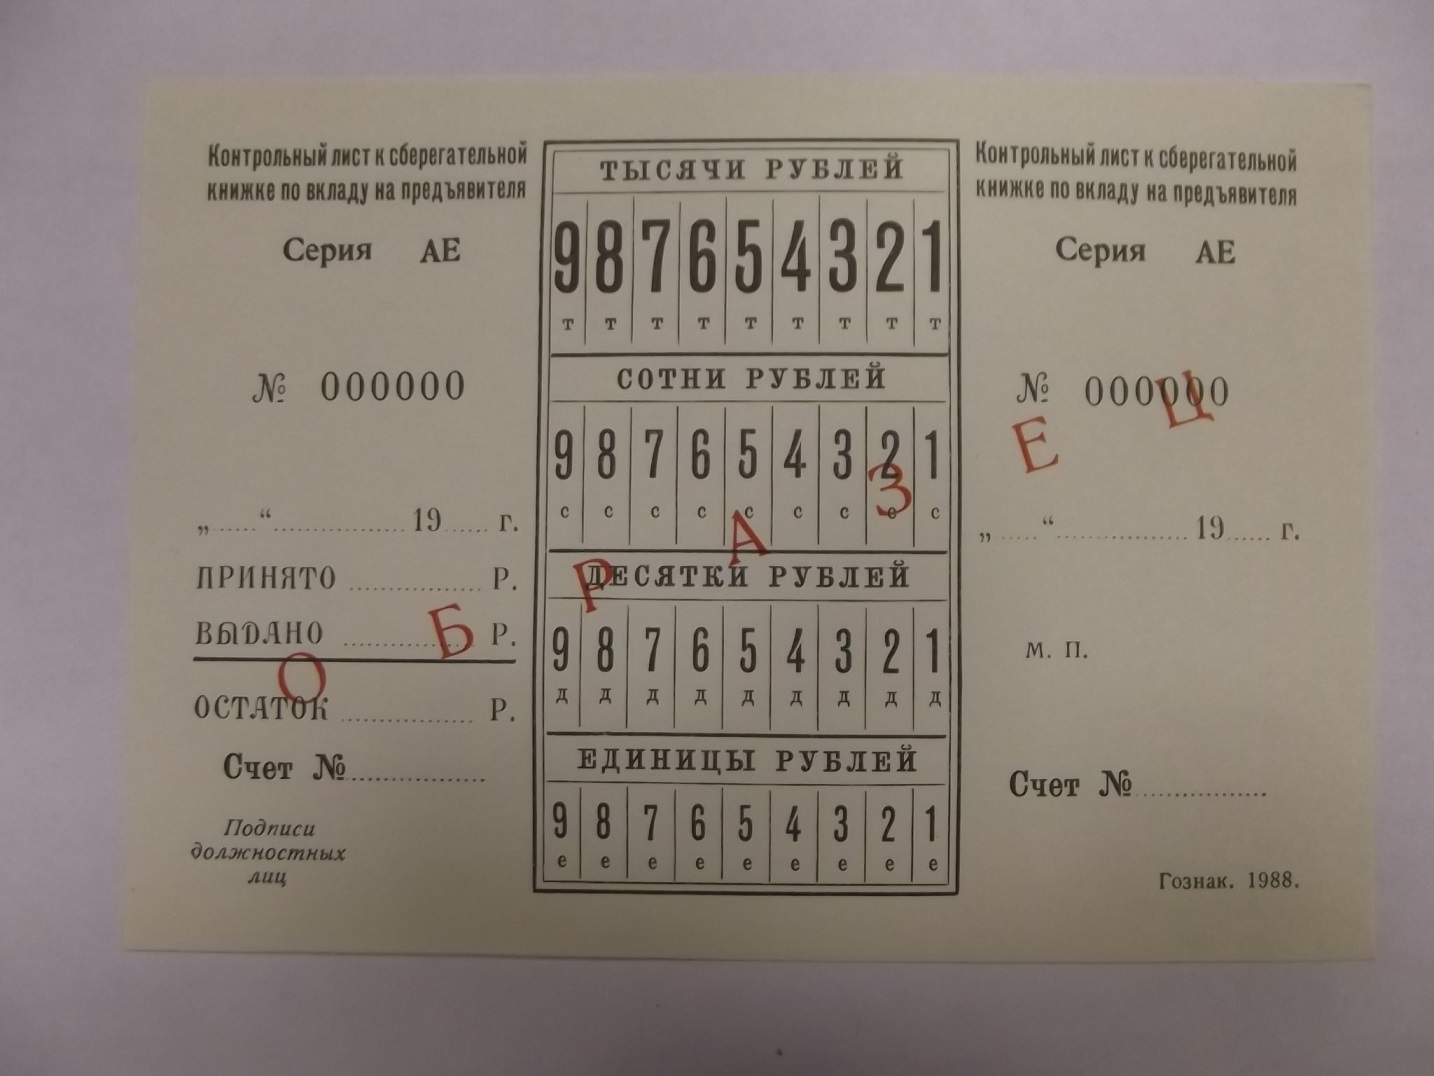 Контрольный лист к сберегательной
книжке по вкладу на предъявителя
Серия АЕ
№ 000000
„......“.............. 19...... г.
ПРИНЯТО .............. Р.
ВЫДАНО .............. Р.
ОСТАТОК .............. Р.
Счет №..............
Подписи
должностных
лиц
ТЫСЯЧИ РУБЛЕЙ
9 8 7 6 5 4 3 2 1
т т т т т т т т т
СОТНИ РУБЛЕЙ
9 8 7 6 5 4 3 2 1
с с с с с с с с с
ДЕСЯТКИ РУБЛЕЙ
9 8 7 6 5 4 3 2 1
д д д д д д д д д
ЕДИНИЦЫ РУБЛЕЙ
9 8 7 6 5 4 3 2 1
е е е е е е е е е
Контрольный лист к сберегательной
книжке по вкладу на предъявителя
Серия АЕ
№ 000000
„......“.............. 19...... г.
М. П.
Счет №..............
Гознак. 1988.
ОБРАЗЕЦ